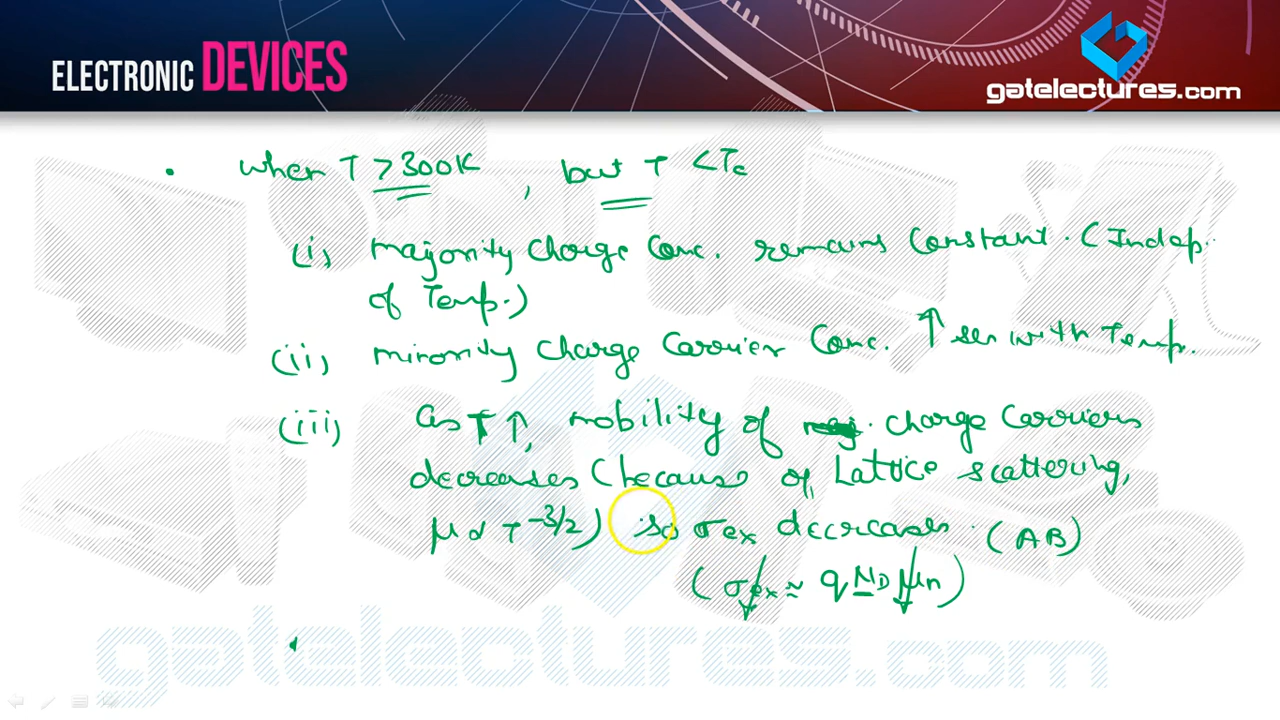 ELECTRONIC DEVICES
gatelectures.com
• when T > 300K , but T < Tc
(i) majority charge conc. remains constant. (Indep.
of Temp.)
(ii) minority charge carrier conc. ↑ses with Temp.
(iii) as T ↑, mobility of charge carriers
decreases (because of Lattice scattering,
μ α T^-3/2) so σex decreases. (AB)
(σex↓ ≈ q ND μn↓)
gatelectures.com